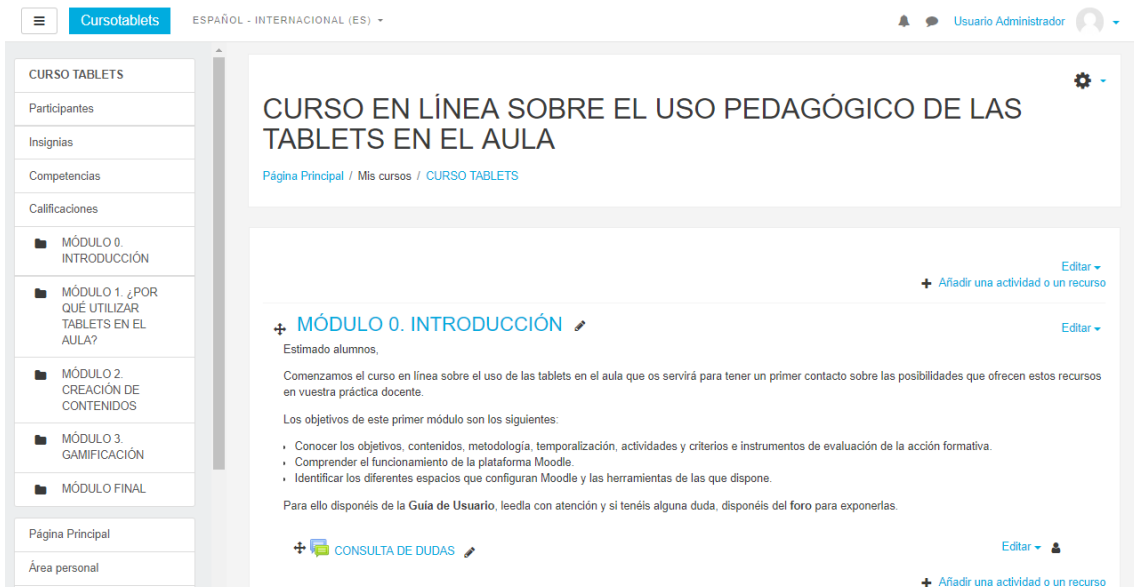 Cursotablets
ESPAÑOL - INTERNACIONAL (ES)
Usuario Administrador
CURSO TABLETS
Participantes
Insignias
Competencias
Calificaciones
MÓDULO 0.
INTRODUCCIÓN
MÓDULO 1. ¿POR
QUÉ UTILIZAR
TABLETS EN EL
AULA?
MÓDULO 2.
CREACIÓN DE
CONTENIDOS
MÓDULO 3.
GAMIFICACIÓN
MÓDULO FINAL
Página Principal
Área personal
CURSO EN LÍNEA SOBRE EL USO PEDAGÓGICO DE LAS
TABLETS EN EL AULA
Página Principal / Mis cursos / CURSO TABLETS
Editar
Añadir una actividad o un recurso
MÓDULO 0. INTRODUCCIÓN
Editar
Estimado alumnos,
Comenzamos el curso en línea sobre el uso de las tablets en el aula que os servirá para tener un primer contacto sobre las posibilidades que ofrecen estos recursos
en vuestra práctica docente.
Los objetivos de este primer módulo son los siguientes:
Conocer los objetivos, contenidos, metodología, temporalización, actividades y criterios e instrumentos de evaluación de la acción formativa.
Comprender el funcionamiento de la plataforma Moodle.
Identificar los diferentes espacios que configuran Moodle y las herramientas de las que dispone.
Para ello disponéis de la Guía de Usuario, leedla con atención y si tenéis alguna duda, disponéis del foro para exponerlas.
CONSULTA DE DUDAS
Editar
Añadir una actividad o un recurso